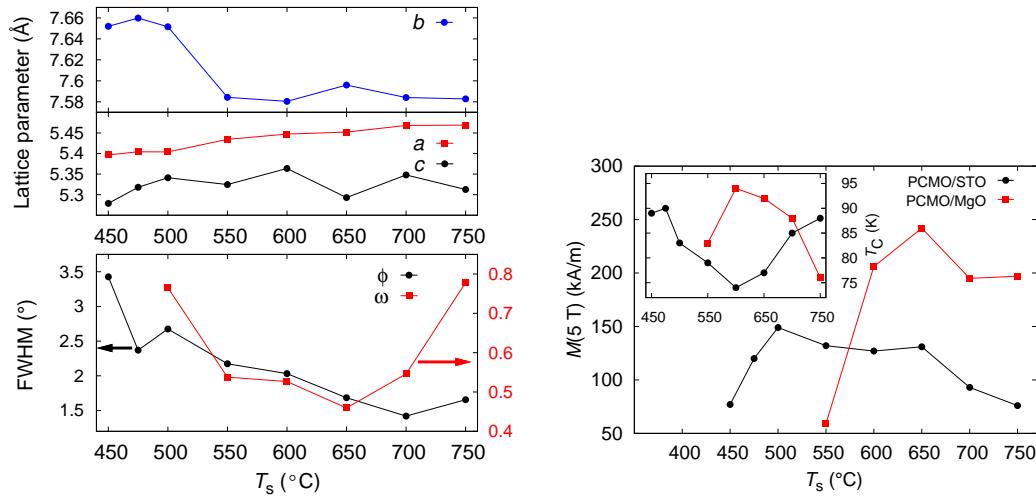 Lattice parameter (Å)
7.66
7.64
7.62
7.6
7.58
b
5.45
5.4
5.35
5.3
a
c
450 500 550 600 650 700 750
FWHM (°)
3.5
3
2.5
2
1.5
ϕ
ω
0.8
0.7
0.6
0.5
0.4
450 500 550 600 650 700 750
Ts (°C)
M(5 T) (kA/m)
300
250
200
150
100
50
PCMO/STO
PCMO/MgO
95
90
85
80
75
TC (K)
450 550 650 750
400 450 500 550 600 650 700 750
Ts (°C)